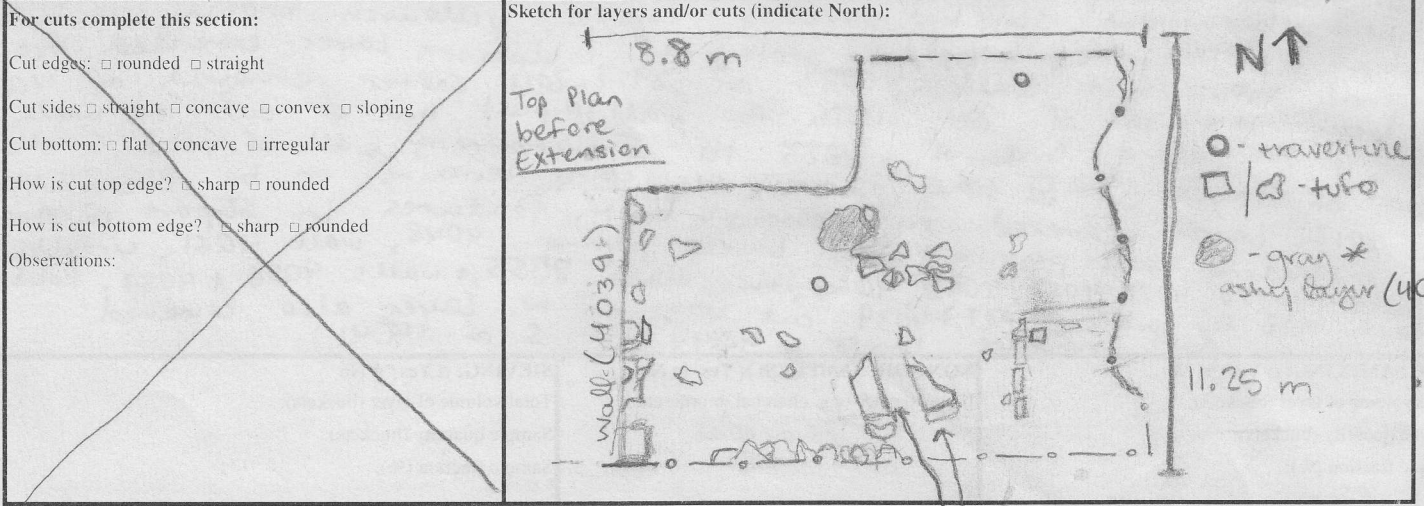 For cuts complete this section:
Cut edges: □ rounded □ straight
Cut sides □ straight □ concave □ convex □ sloping
Cut bottom: □ flat □ concave □ irregular
How is cut top edge? □ sharp □ rounded
How is cut bottom edge? □ sharp □ rounded
Observations:
Sketch for layers and/or cuts (indicate North):
8.8 m
N
Top Plan
before
Extension
- travertine
- tufo
- gray *
ashy layer (40
Wall (4039+)
11.25 m